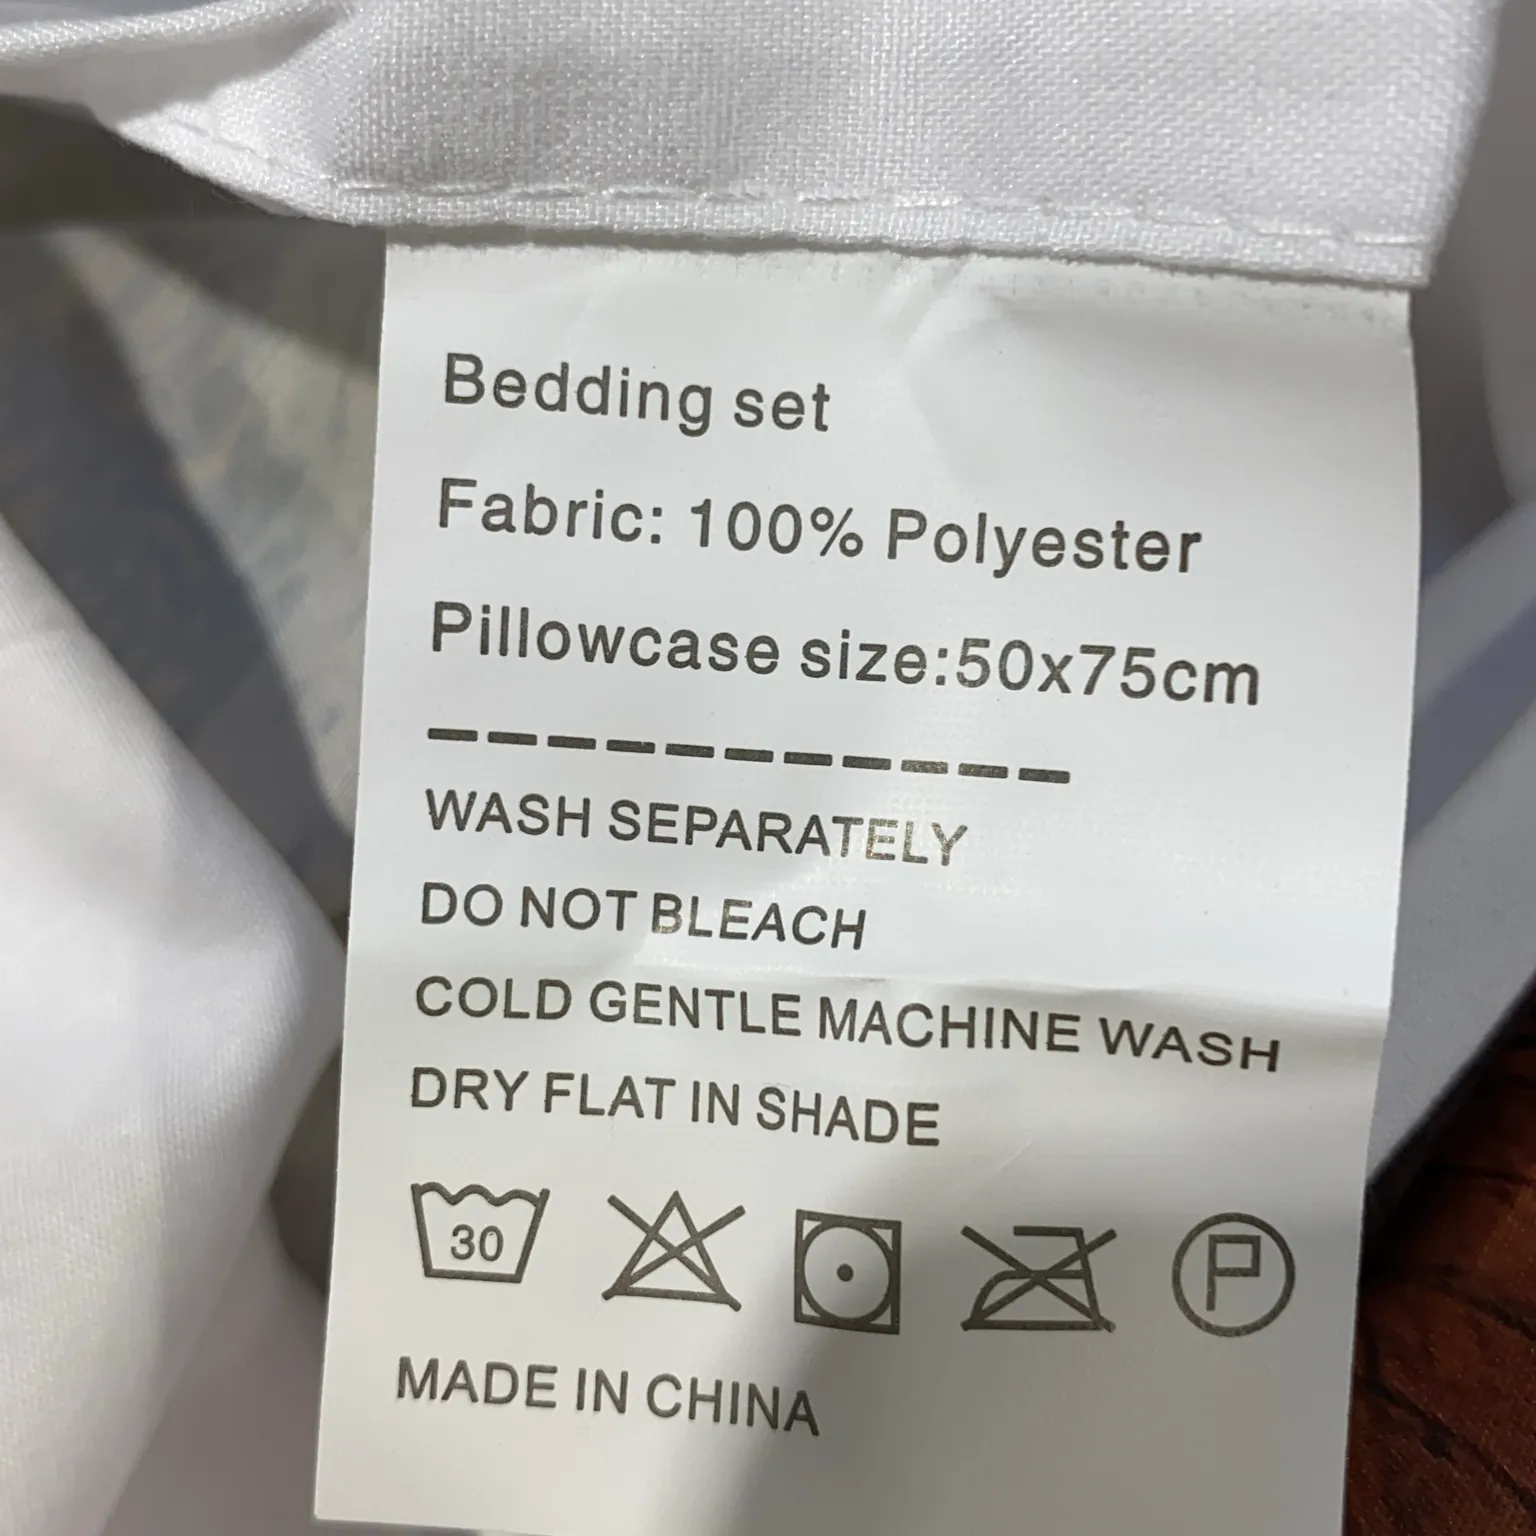 Bedding set
Fabric: 100% Polyester
Pillowcase size:50x75cm
------------
WASH SEPARATELY
DO NOT BLEACH
COLD GENTLE MACHINE WASH
DRY FLAT IN SHADE
30 P
MADE IN CHINA